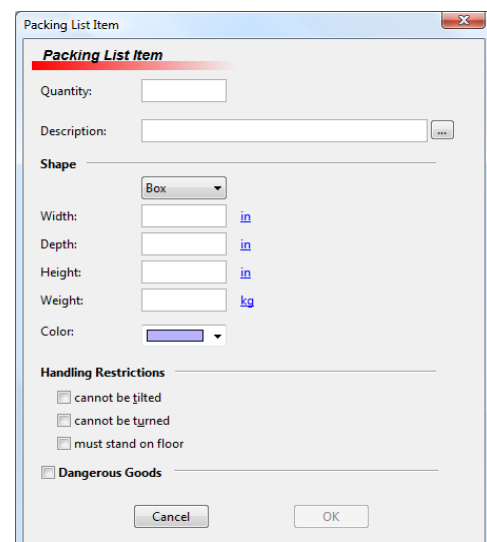 Packing List Item
Packing List Item
Quantity:
Description: ...
Shape
Box
Width: in
Depth: in
Height: in
Weight: kg
Color:
Handling Restrictions
cannot be tilted
cannot be turned
must stand on floor
Dangerous Goods
Cancel OK